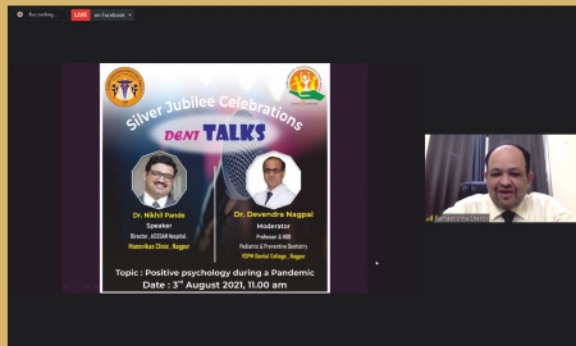 Recording...
LIVE on Facebook
Silver Jubilee Celebrations
DENT TALKS
Dr. Nikhil Pande
Speaker
Director, ASSSAM Hospital,
Manovikas Clinic, Nagpur
Dr. Devendra Nagpal
Moderator
Professor & HOD
Pediatric & Preventive Dentistry
VSPM Dental College, Nagpur
Topic : Positive psychology during a Pandemic
Date : 3rd August 2021, 11.00 am